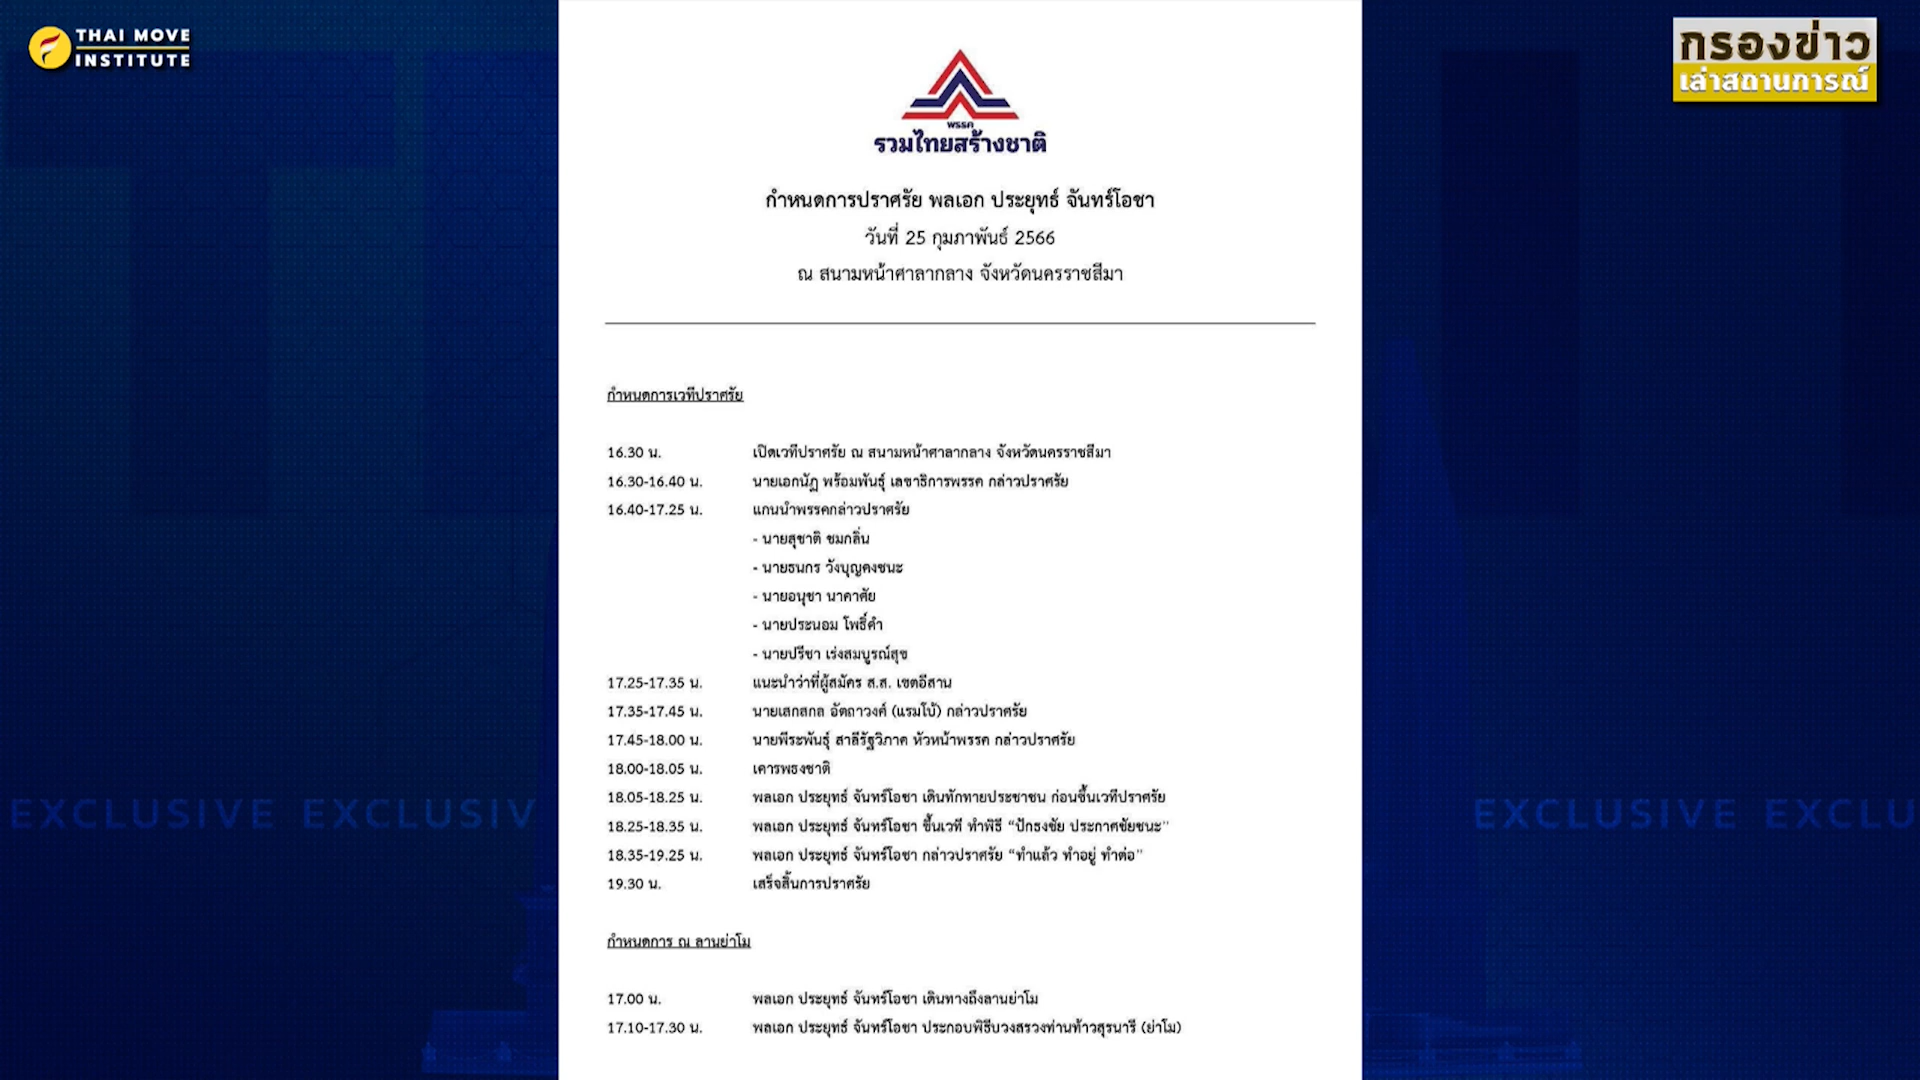 THAI MOVE
INSTITUTE
กรองข่าว
เล่าสถานการณ์
พรรค
รวมไทยสร้างชาติ
กำหนดการปราศรัย พลเอก ประยุทธ์ จันทร์โอชา
วันที่ 25 กุมภาพันธ์ 2566
ณ สนามหน้าศาลากลาง จังหวัดนครราชสีมา
กำหนดการเวทีปราศรัย
16.30 น. เปิดเวทีปราศรัย ณ สนามหน้าศาลากลาง จังหวัดนครราชสีมา
16.30-16.40 น. นายเอกนัฏ พร้อมพันธุ์ เลขาธิการพรรค กล่าวปราศรัย
16.40-17.25 น. แกนนำพรรคกล่าวปราศรัย
- นายสุชาติ ชมกลิ่น
- นายธนกร วังบุญคงชนะ
- นายอนุชา นาคาศัย
- นายประนอม โพธิ์คำ
- นายปรีชา เร่งสมบูรณ์สุข
17.25-17.35 น. แนะนำว่าที่ผู้สมัคร ส.ส. เขตอีสาน
17.35-17.45 น. นายเสกสกล อัตถาวงศ์ (แรมโบ้) กล่าวปราศรัย
17.45-18.00 น. นายพีระพันธุ์ สาลีรัฐวิภาค หัวหน้าพรรค กล่าวปราศรัย
18.00-18.05 น. เคารพธงชาติ
18.05-18.25 น. พลเอก ประยุทธ์ จันทร์โอชา เดินทักทายประชาชน ก่อนขึ้นเวทีปราศรัย
18.25-18.35 น. พลเอก ประยุทธ์ จันทร์โอชา ขึ้นเวที ทำพิธี “ปักธงชัย ประกาศชัยชนะ”
18.35-19.25 น. พลเอก ประยุทธ์ จันทร์โอชา กล่าวปราศรัย “ทำแล้ว ทำอยู่ ทำต่อ”
19.30 น. เสร็จสิ้นการปราศรัย
EXCLUSIVE EXCLUSIV
EXCLUSIVE EXCLU
กำหนดการ ณ ลานย่าโม
17.00 น. พลเอก ประยุทธ์ จันทร์โอชา เดินทางถึงลานย่าโม
17.10-17.30 น. พลเอก ประยุทธ์ จันทร์โอชา ประกอบพิธีบวงสรวงท่านท้าวสุรนารี (ย่าโม)